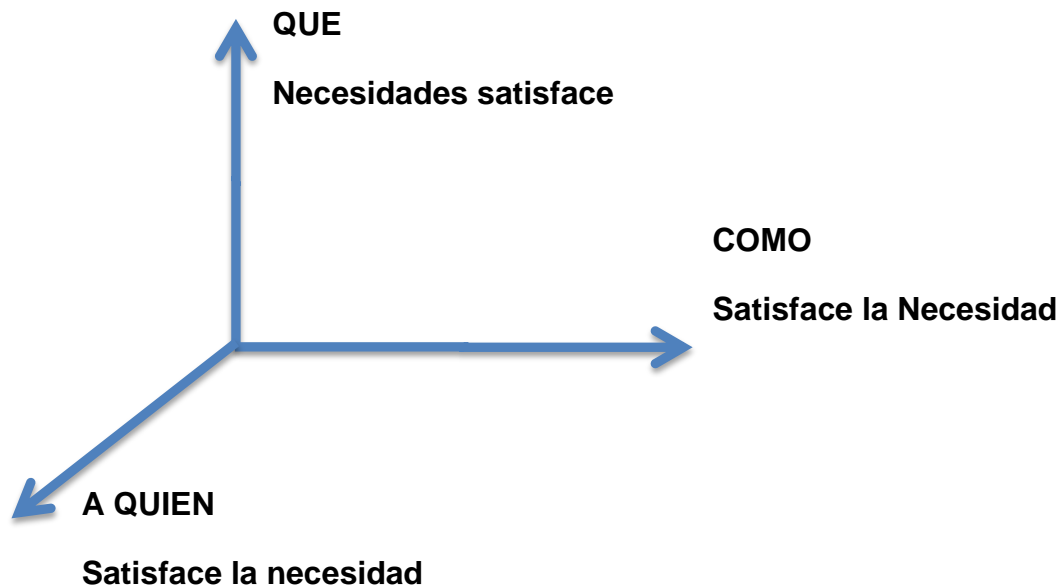 QUE
Necesidades satisface
COMO
Satisface la Necesidad
A QUIEN
Satisface la necesidad